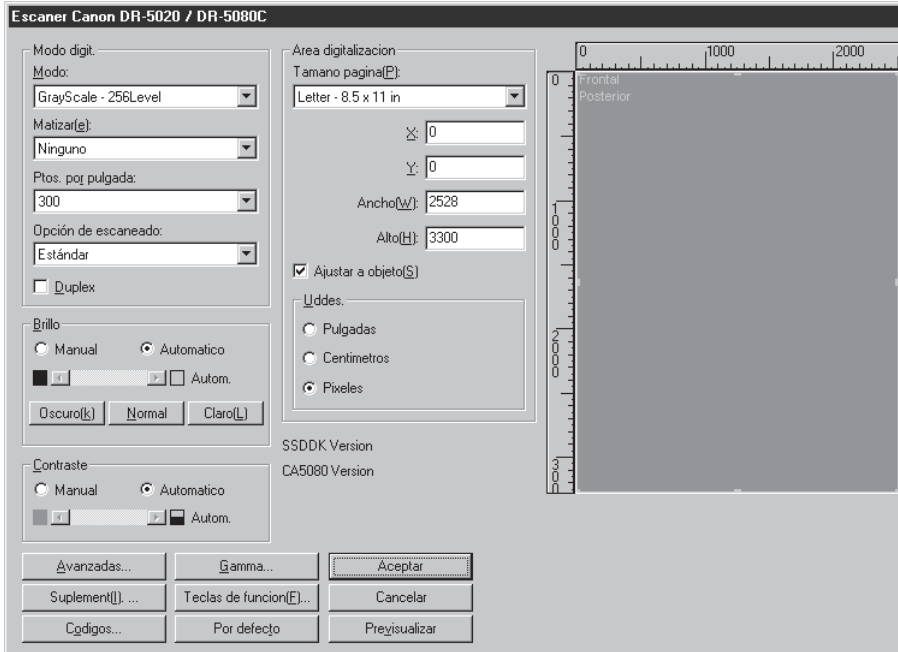 Escaner Canon DR-5020 / DR-5080C
Modo digit.
Modo:
GrayScale - 256Level
Matizar(e):
Ninguno
Ptos. por pulgada:
300
Opción de escaneado:
Estándar
Duplex
Brillo
Manual
Automatico
Autom.
Oscuro(k)
Normal
Claro(L)
Contraste
Manual
Automatico
Autom.
Area digitalizacion
Tamano pagina(P):
Letter - 8.5 x 11 in
X: 0
Y: 0
Ancho(W): 2528
Alto(H): 3300
Ajustar a objeto(S)
Uddes.
Pulgadas
Centimetros
Pixeles
SSDDK Version
CA5080 Version
0 1000 2000
0
1000
2000
300
Frontal
Posterior
Avanzadas...
Gamma...
Aceptar
Suplement(I). ...
Teclas de funcion(F)...
Cancelar
Codigos...
Por defecto
Previsualizar